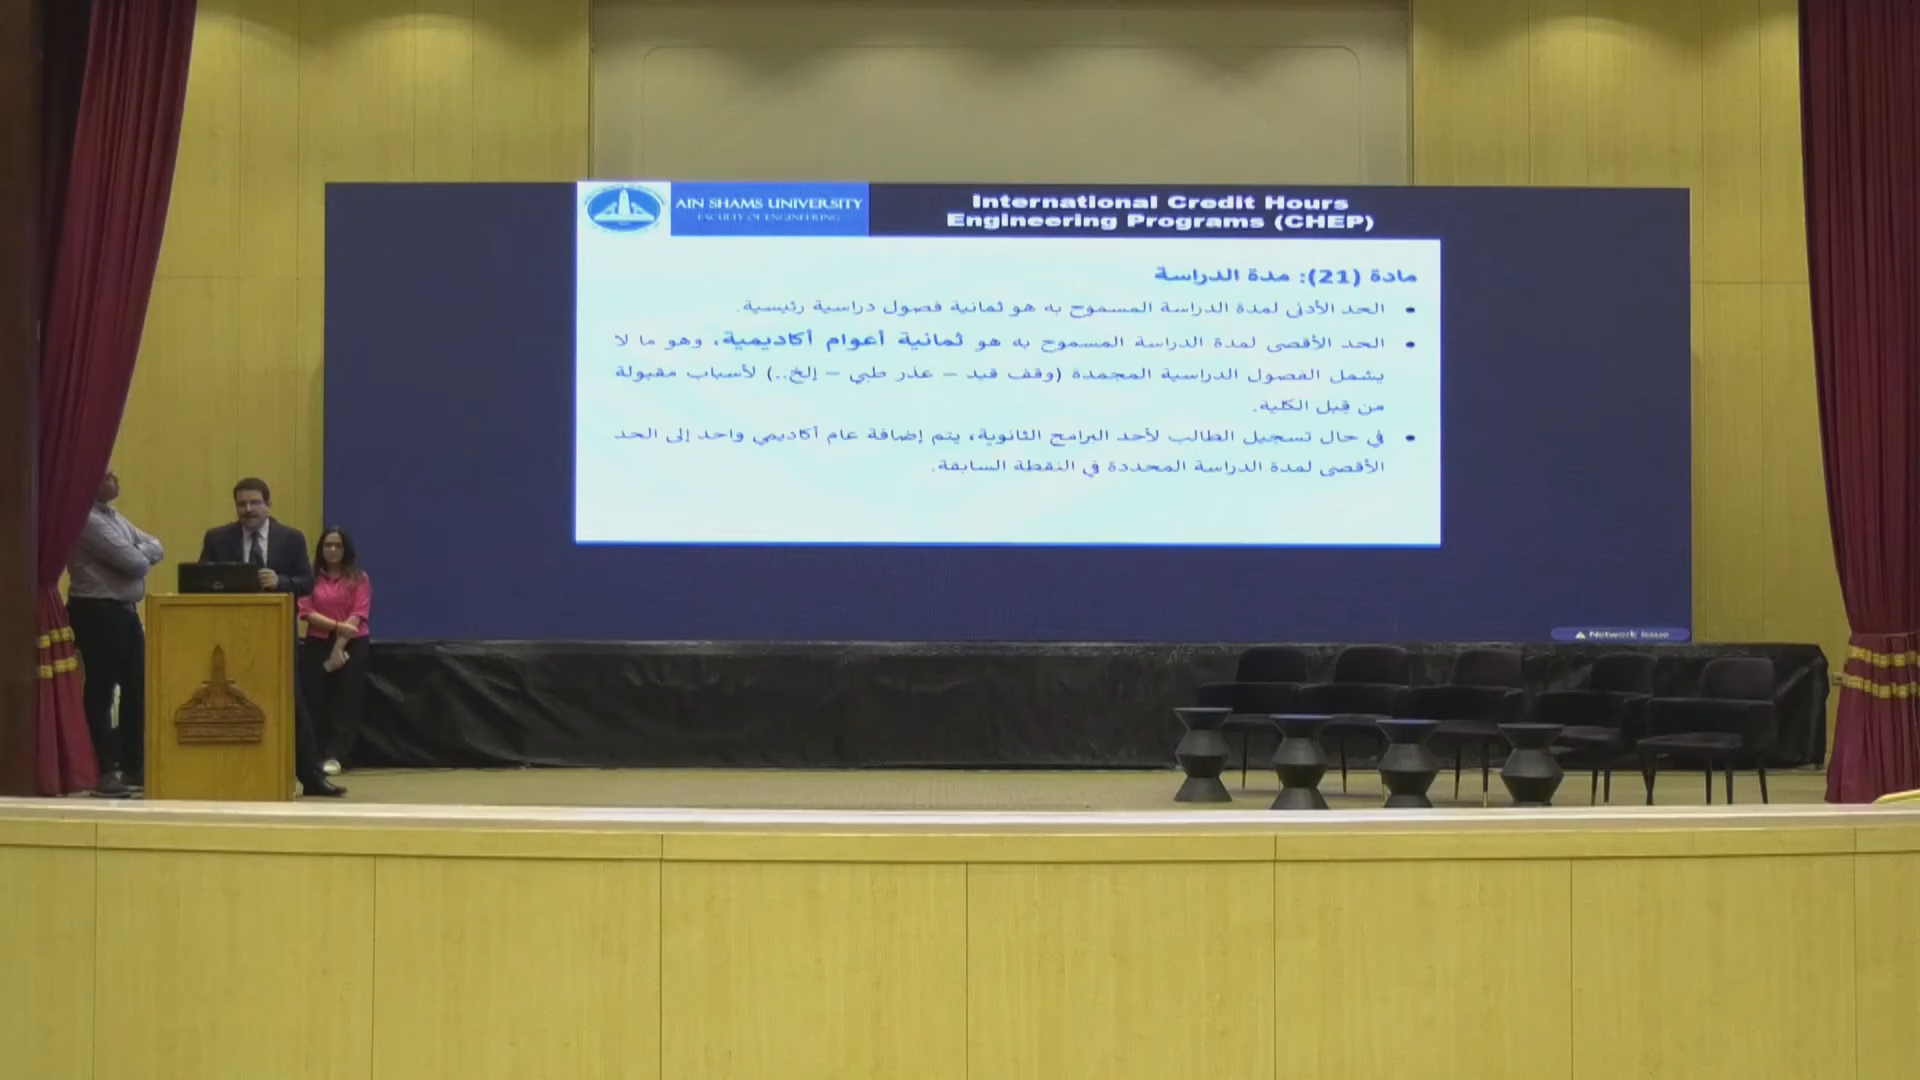 AIN SHAMS UNIVERSITY
FACULTY OF ENGINEERING
International Credit Hours
Engineering Programs (CHEP)
مادة (21): مدة الدراسة
• الحد الأدنى لمدة الدراسة المسموح به هو ثمانية فصول دراسية رئيسية.
• الحد الأقصى لمدة الدراسة المسموح به هو ثمانية أعوام أكاديمية، وهو ما لا
يشمل الفصول الدراسية المجمدة (وقف قيد – عذر طبي – إلخ..) لأسباب مقبولة
من قِبل الكلية.
• في حال تسجيل الطالب لأحد البرامج الثانوية، يتم إضافة عام أكاديمي واحد إلى الحد
الأقصى لمدة الدراسة المحددة في النقطة السابقة.
Network Issue